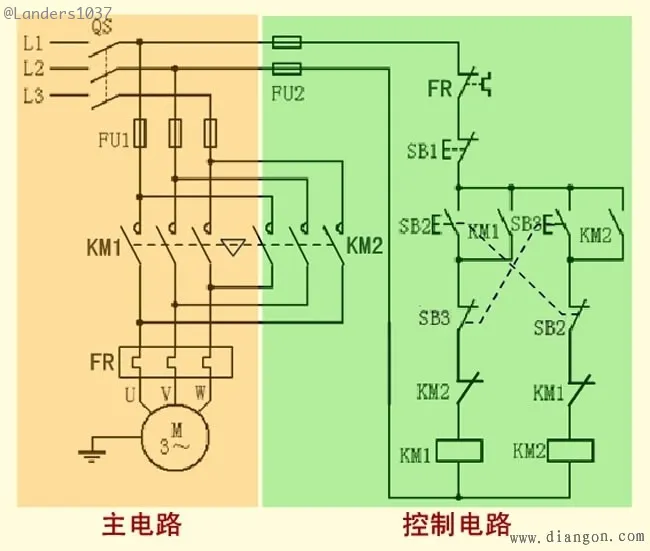 @Landers1037
QS
L1
L2
L3
FU1
FU2
FR
SB1
SB2
KM1
SB3
KM2
KM1
KM2
SB3
SB2
FR
KM2
KM1
U
V
W
M
3～
KM1
KM2
主电路
控制电路
www.diangon.com